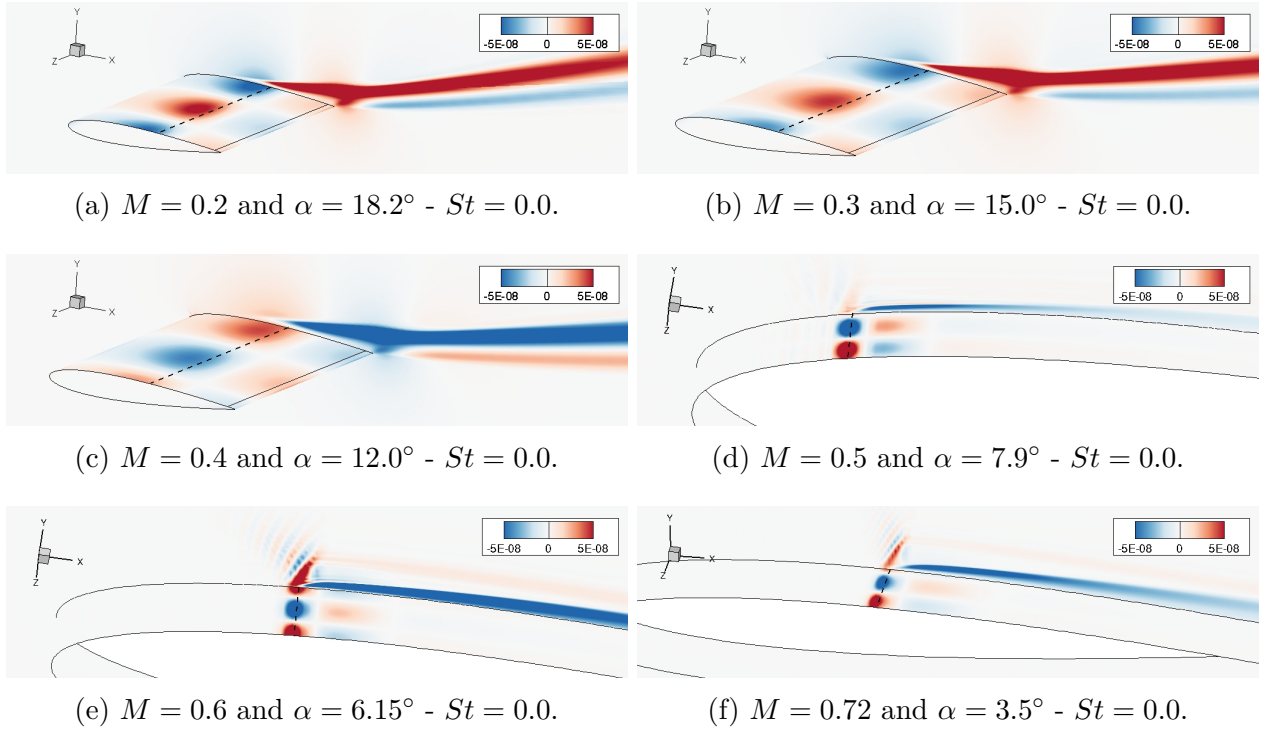 Y
Z
X
-5E-08 0 5E-08
Y
Z
X
-5E-08 0 5E-08
(a) M = 0.2 and α = 18.2° - St = 0.0.
(b) M = 0.3 and α = 15.0° - St = 0.0.
Y
Z
X
-5E-08 0 5E-08
Y
X
Z
-5E-08 0 5E-08
(c) M = 0.4 and α = 12.0° - St = 0.0.
(d) M = 0.5 and α = 7.9° - St = 0.0.
Y
X
Z
-5E-08 0 5E-08
Y
X
Z
-5E-08 0 5E-08
(e) M = 0.6 and α = 6.15° - St = 0.0.
(f) M = 0.72 and α = 3.5° - St = 0.0.